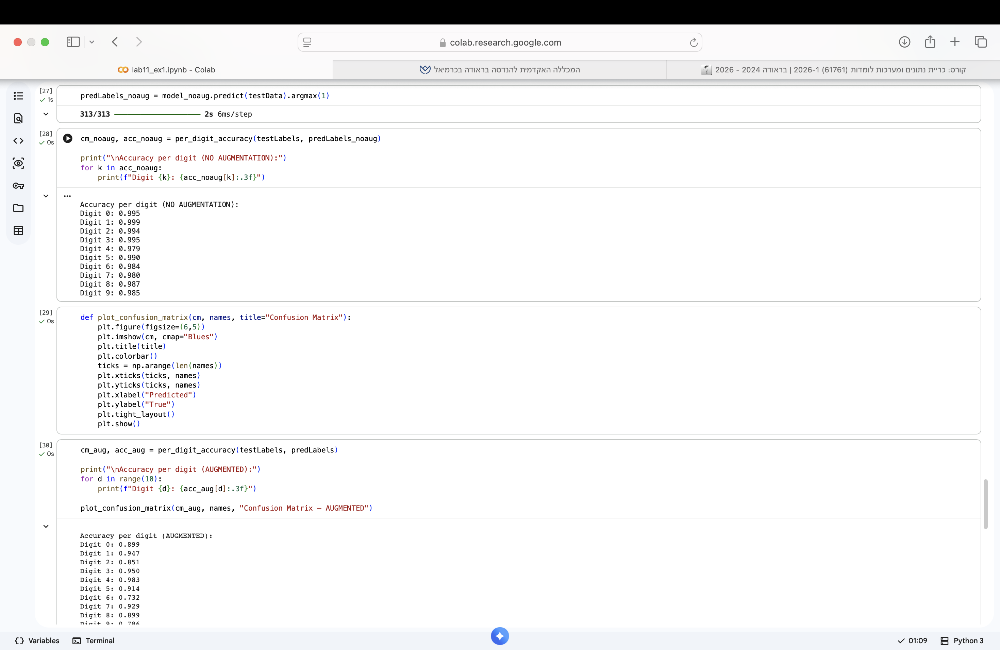 colab.research.google.com
lab11_ex1.ipynb - Colab
המכללה האקדמית להנדסה בראודה בכרמיאל
קורס: כריית נתונים ומערכות לומדות (61761) 2026-1 | בראודה 2024 - 2026
[27]
1s
predLabels_noaug = model_noaug.predict(testData).argmax(1)
313/313 2s 6ms/step
[28]
0s
cm_noaug, acc_noaug = per_digit_accuracy(testLabels, predLabels_noaug)
print("\nAccuracy per digit (NO AUGMENTATION):")
for k in acc_noaug:
    print(f"Digit {k}: {acc_noaug[k]:.3f}")
...
Accuracy per digit (NO AUGMENTATION):
Digit 0: 0.995
Digit 1: 0.999
Digit 2: 0.994
Digit 3: 0.995
Digit 4: 0.979
Digit 5: 0.990
Digit 6: 0.984
Digit 7: 0.980
Digit 8: 0.987
Digit 9: 0.985
[29]
0s
def plot_confusion_matrix(cm, names, title="Confusion Matrix"):
    plt.figure(figsize=(6,5))
    plt.imshow(cm, cmap="Blues")
    plt.title(title)
    plt.colorbar()
    ticks = np.arange(len(names))
    plt.xticks(ticks, names)
    plt.yticks(ticks, names)
    plt.xlabel("Predicted")
    plt.ylabel("True")
    plt.tight_layout()
    plt.show()
[30]
0s
cm_aug, acc_aug = per_digit_accuracy(testLabels, predLabels)
print("\nAccuracy per digit (AUGMENTED):")
for d in range(10):
    print(f"Digit {d}: {acc_aug[d]:.3f}")
plot_confusion_matrix(cm_aug, names, "Confusion Matrix – AUGMENTED")
Accuracy per digit (AUGMENTED):
Digit 0: 0.899
Digit 1: 0.947
Digit 2: 0.851
Digit 3: 0.950
Digit 4: 0.983
Digit 5: 0.914
Digit 6: 0.732
Digit 7: 0.929
Digit 8: 0.899
Digit 9: 0.786
Variables
Terminal
01:09
Python 3